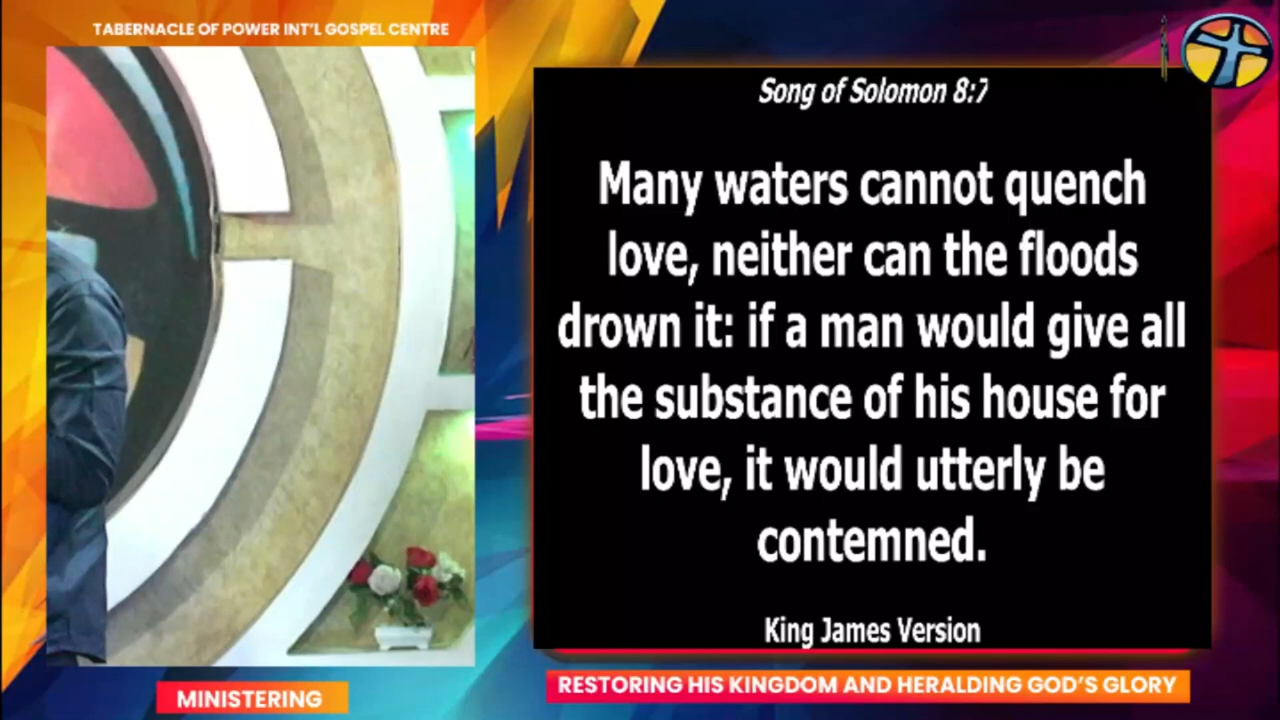 TABERNACLE OF POWER INT'L GOSPEL CENTRE
Song of Solomon 8:7
Many waters cannot quench
love, neither can the floods
drown it: if a man would give all
the substance of his house for
love, it would utterly be
contemned.
King James Version
MINISTERING
RESTORING HIS KINGDOM AND HERALDING GOD'S GLORY